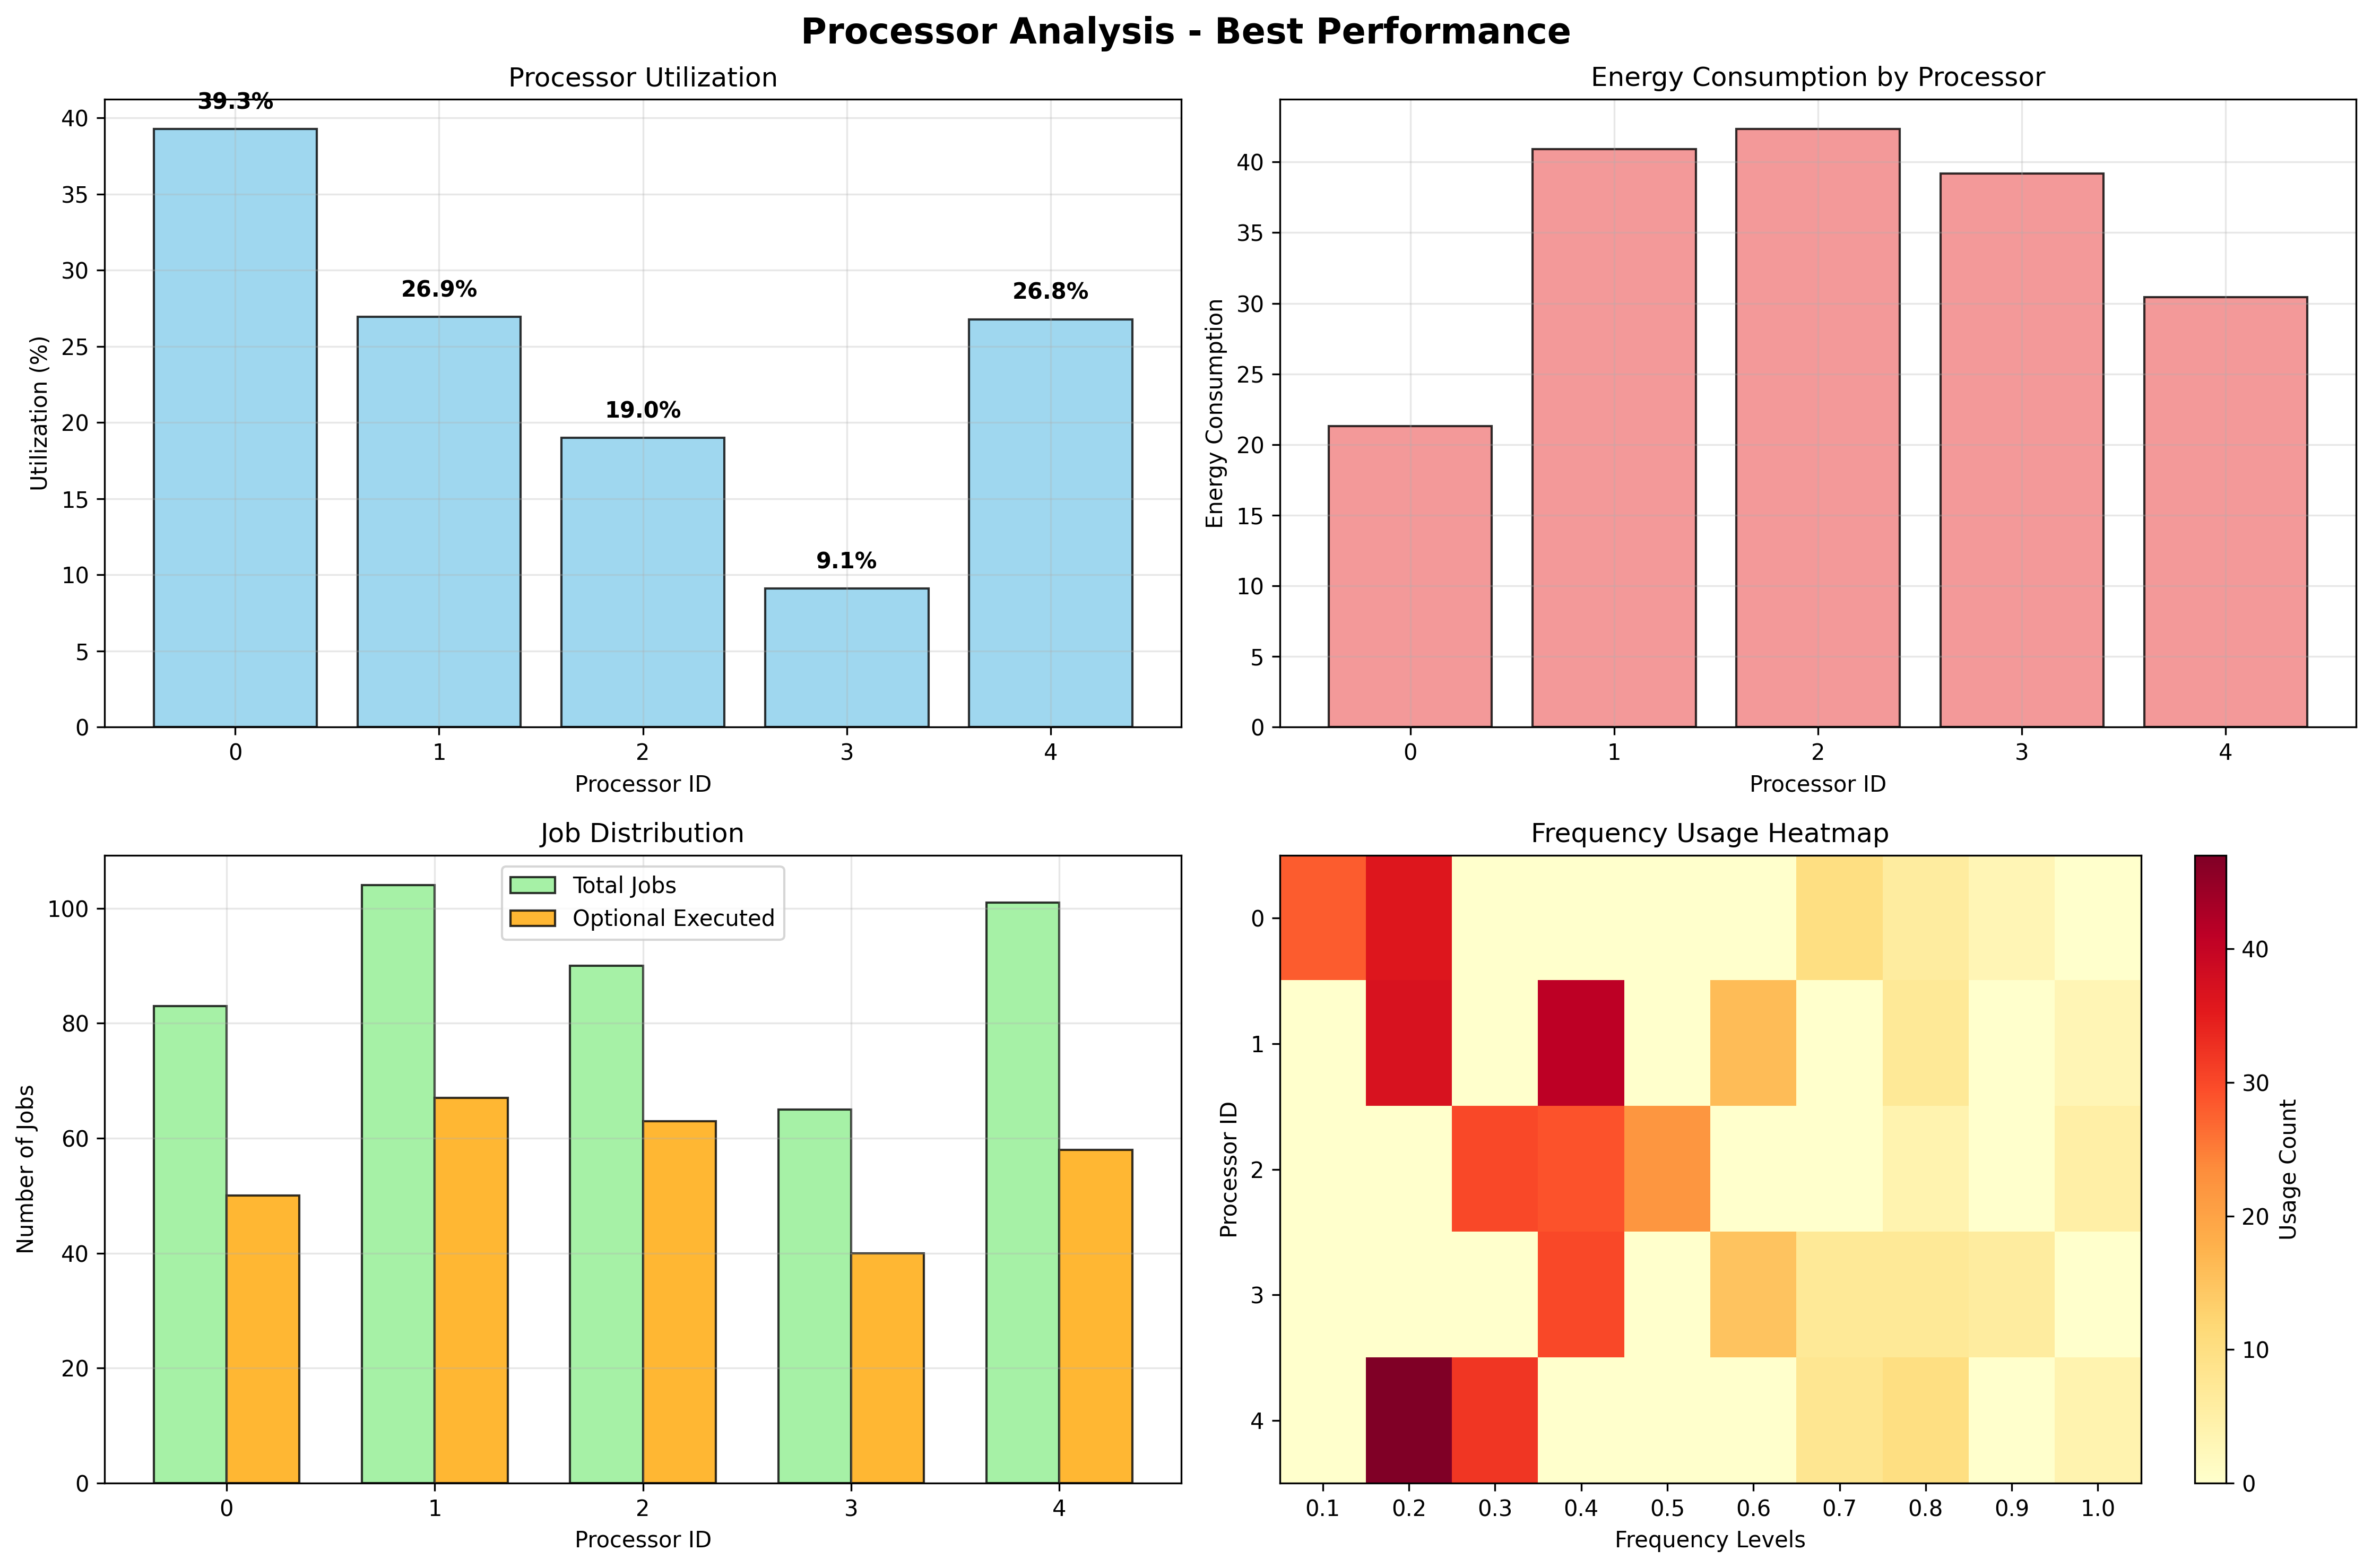 Processor Analysis - Best Performance
Processor Utilization
39.3%
26.9%
19.0%
9.1%
26.8%
40
35
30
25
20
15
10
5
0
Utilization (%)
0 1 2 3 4
Processor ID
Energy Consumption by Processor
40
35
30
25
20
15
10
5
0
Energy Consumption
0 1 2 3 4
Processor ID
Job Distribution
Total Jobs
Optional Executed
100
80
60
40
20
0
Number of Jobs
0 1 2 3 4
Processor ID
Frequency Usage Heatmap
0
1
2
3
4
Processor ID
0.1 0.2 0.3 0.4 0.5 0.6 0.7 0.8 0.9 1.0
Frequency Levels
40
30
20
10
0
Usage Count